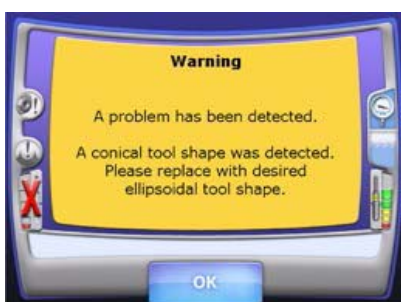 Warning
A problem has been detected.
A conical tool shape was detected.
Please replace with desired
ellipsoidal tool shape.
OK